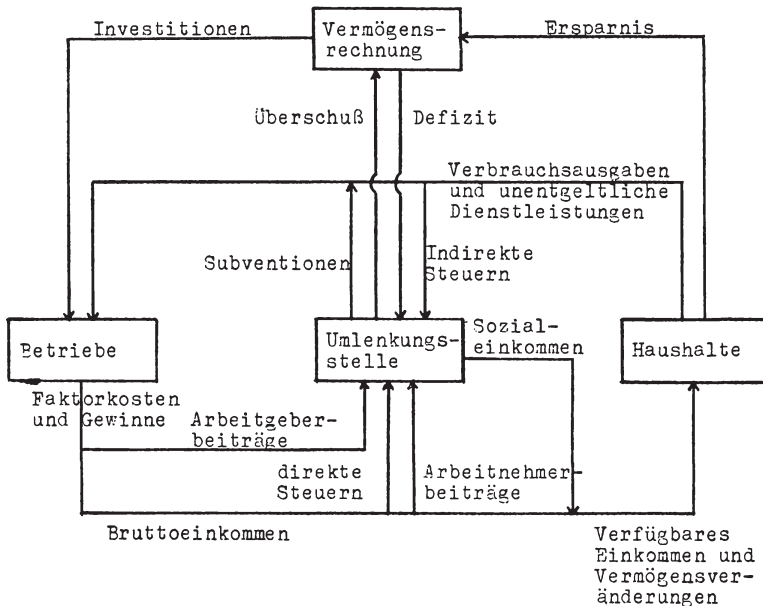 Investitionen
Vermögens-
rechnung
Ersparnis
Überschuß
Defizit
Verbrauchsausgaben
und unentgeltliche
Dienstleistungen
Subventionen
Indirekte
Steuern
Betriebe
Umlenkungs-
stelle
Sozial-
einkommen
Haushalte
Faktorkosten
und Gewinne
Arbeitgeber-
beiträge
direkte
Steuern
Arbeitnehmer-
beiträge
Bruttoeinkommen
Verfügbares
Einkommen und
Vermögensver-
änderungen